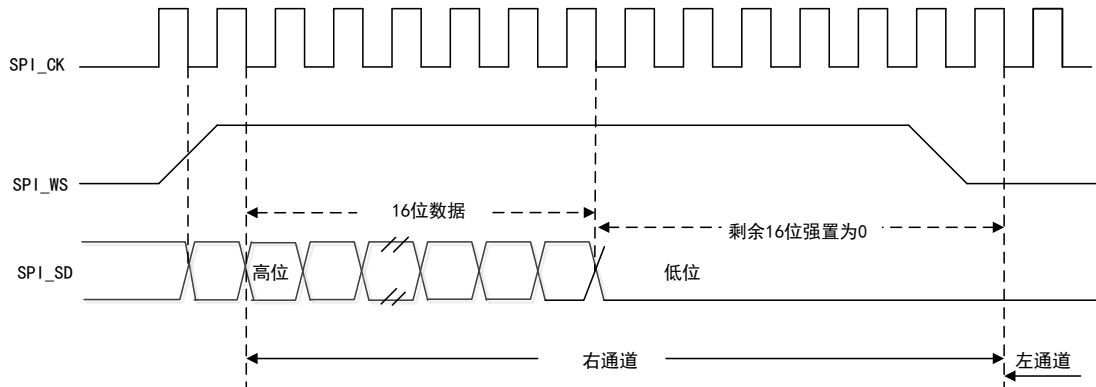 SPI_CK
SPI_WS
16位数据
剩余16位强置为0
SPI_SD
高位
低位
右通道
左通道